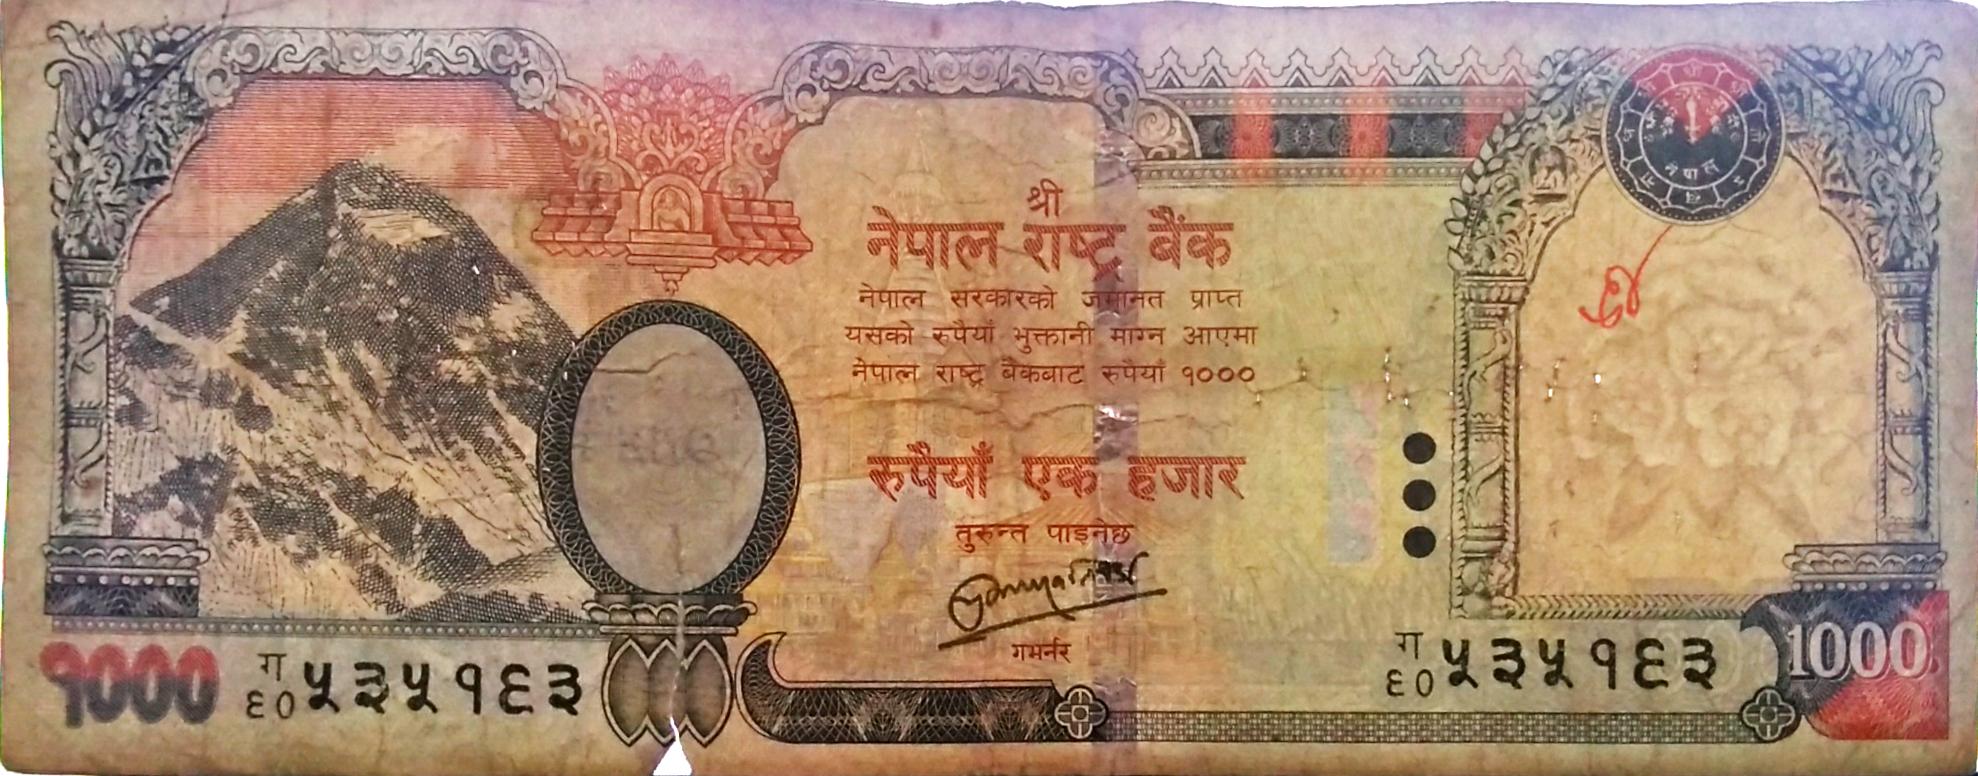 श्री
नेपाल राष्ट्र बैंक
नेपाल सरकारको जमानत प्राप्त
यसको रुपैयाँ भुक्तानी माग्न आएमा
नेपाल राष्ट्र बैंकबाट रुपैयाँ १०००
रुपैयाँ एक हजार
तुरुन्त पाइनेछ
गभर्नर
१०००
ग
६० ५३५१६३
ग
६० ५३५१६३
1000
नेपाल